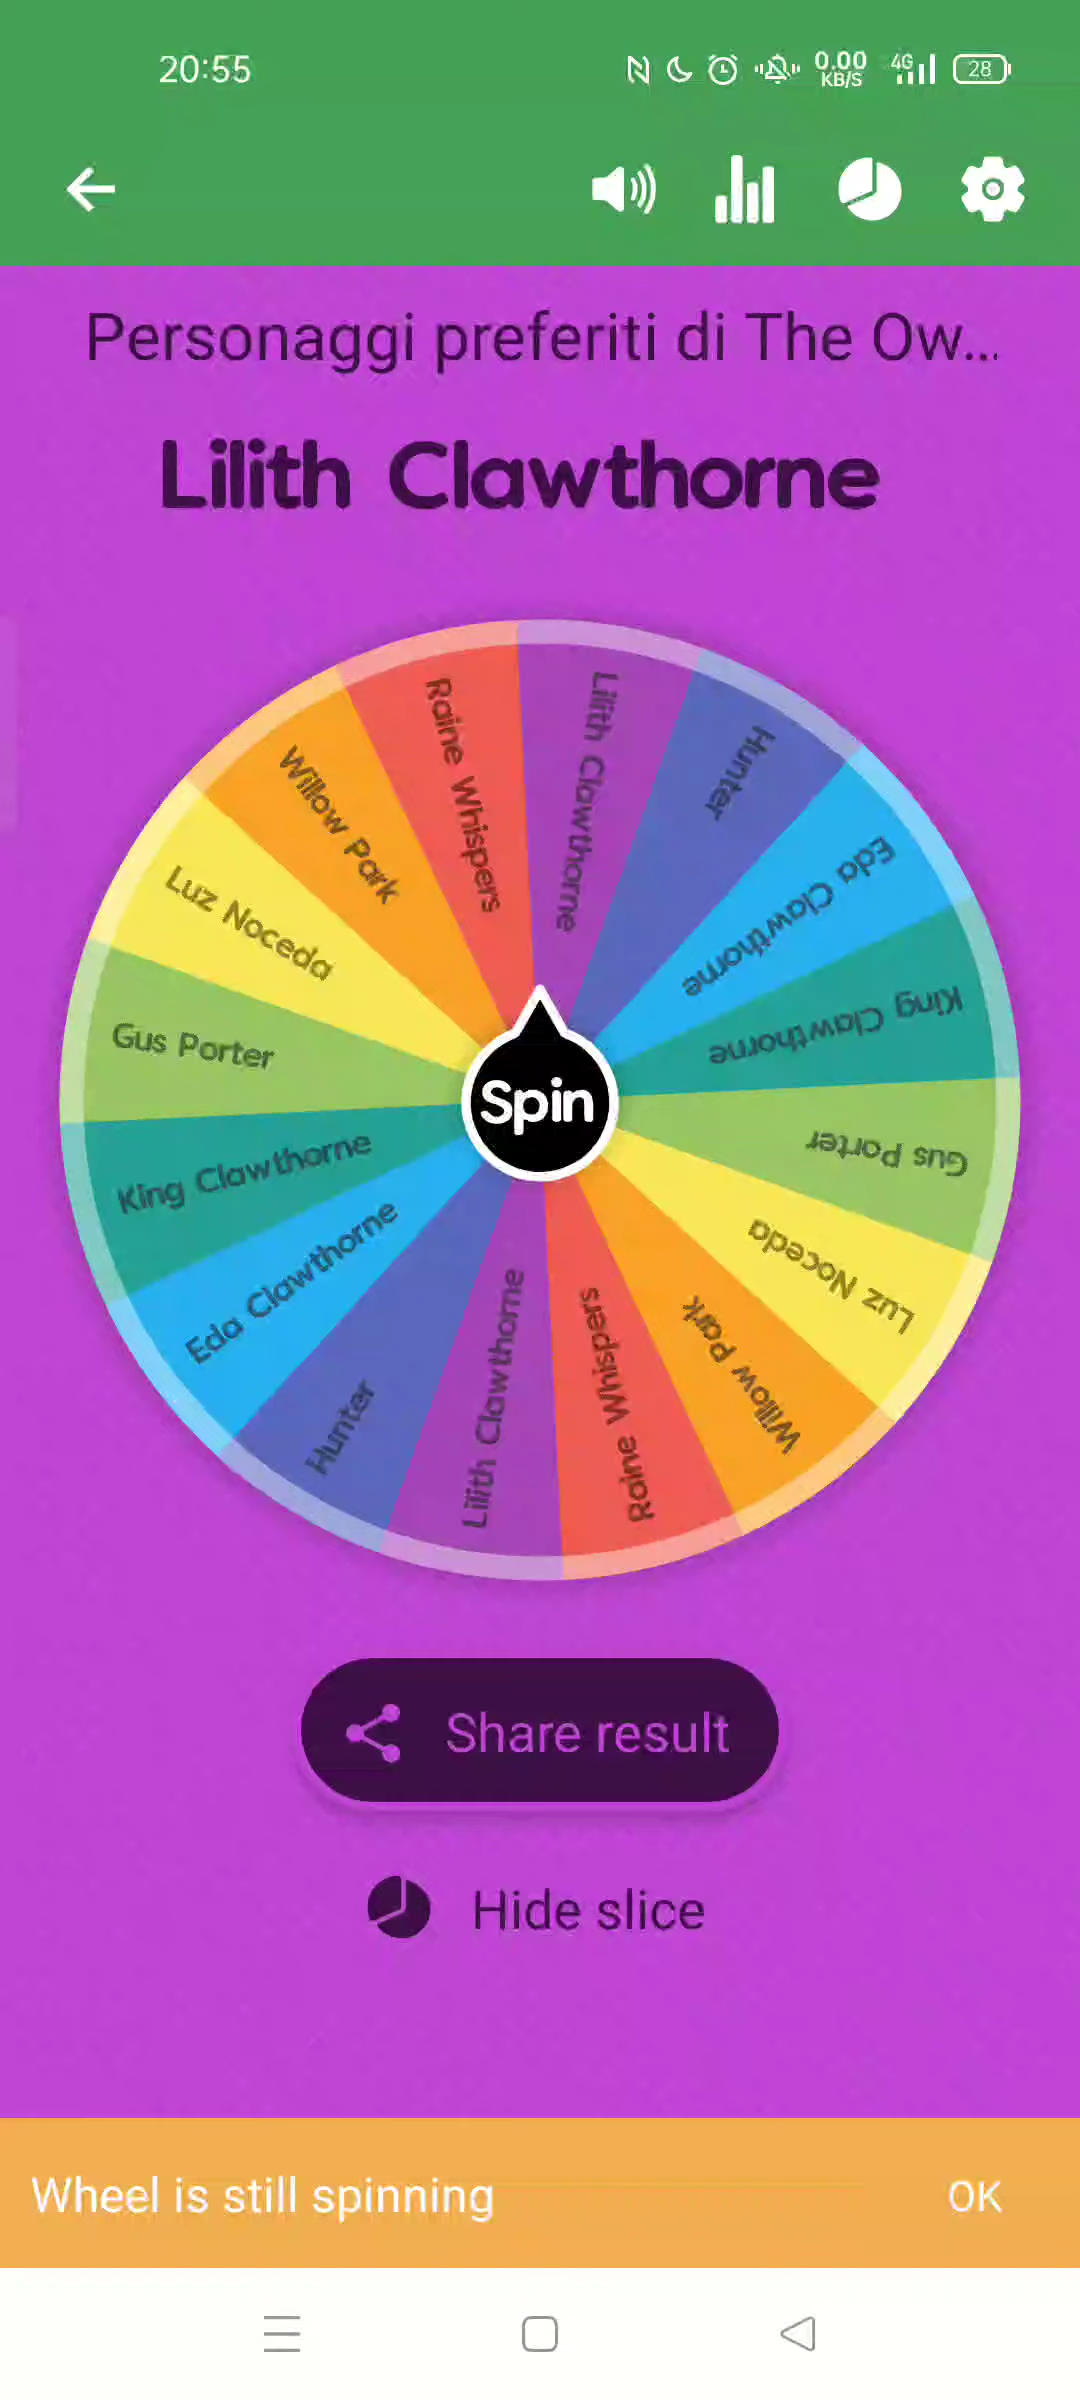 20:55
0.00
KB/S
4G
28
Personaggi preferiti di The Ow...
Lilith Clawthorne
Lilith Clawthorne
Hunter
Eda Clawthorne
King Clawthorne
Gus Porter
Luz Noceda
Willow Park
Raine Whispers
Lilith Clawthorne
Hunter
Eda Clawthorne
King Clawthorne
Gus Porter
Luz Noceda
Willow Park
Raine Whispers
Spin
Share result
Hide slice
Wheel is still spinning
OK